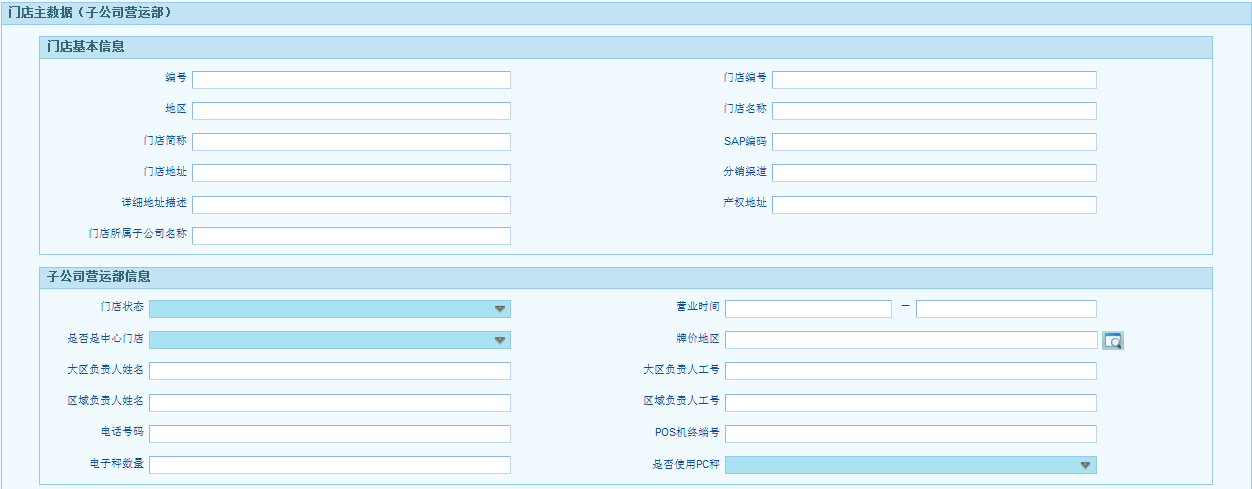 门店主数据（子公司营运部）
门店基本信息
编号 门店编号
地区 门店名称
门店简称 SAP编码
门店地址 分销渠道
详细地址描述 产权地址
门店所属子公司名称
子公司营运部信息
门店状态 营业时间 —
是否是中心门店 牌价地区
大区负责人姓名 大区负责人工号
区域负责人姓名 区域负责人工号
电话号码 POS机终端号
电子秤数量 是否使用PC秤